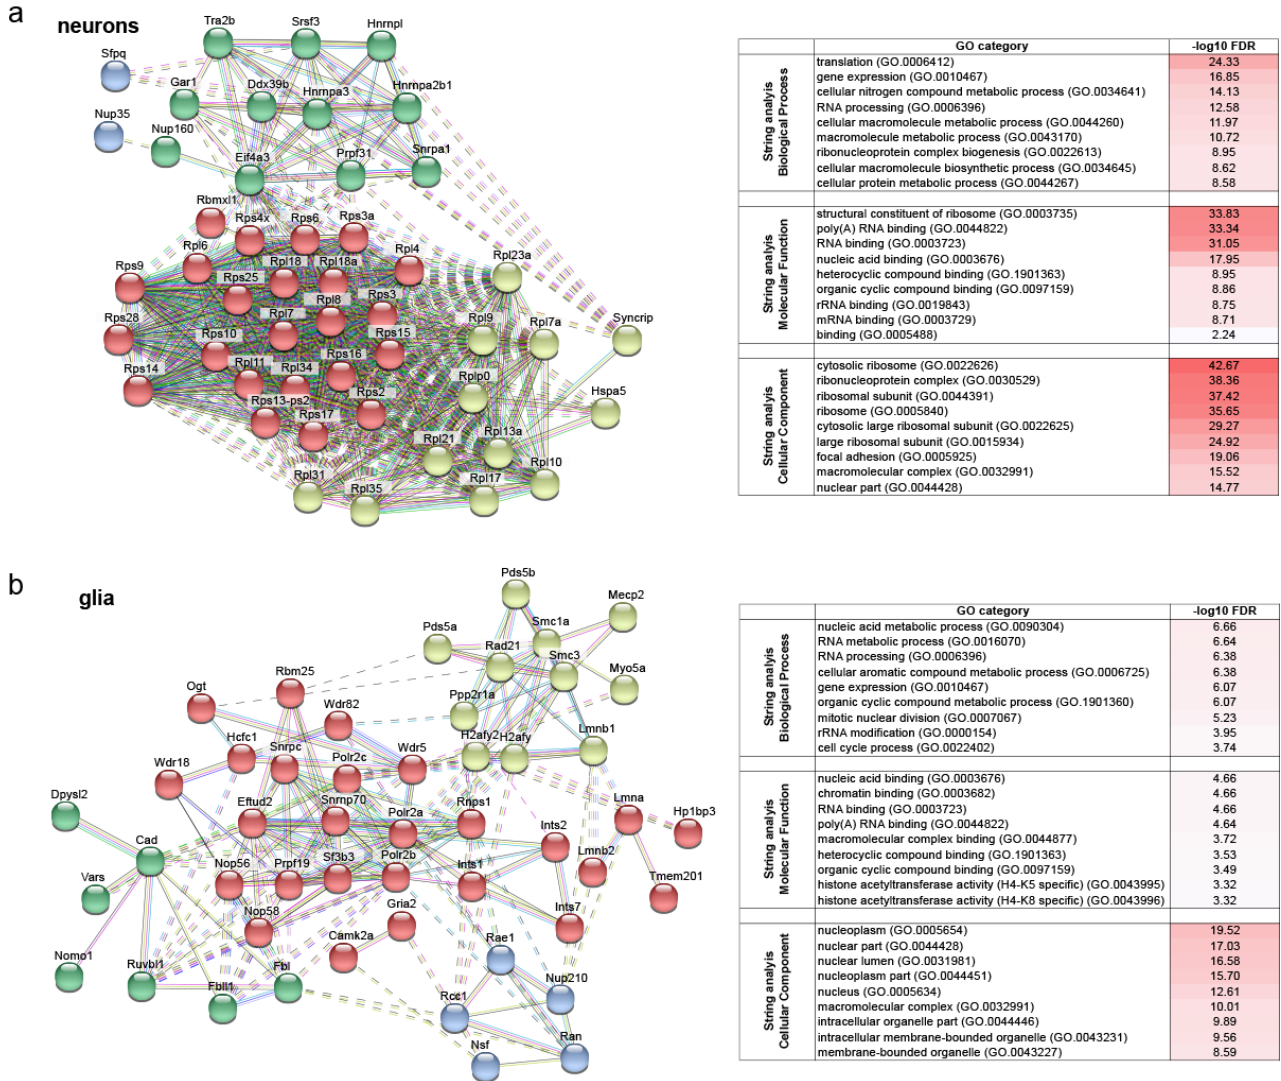 a
neurons
Tra2b
Srsf3
Hnrnpl
Sfpq
Gar1
Ddx39b
Hnrnpa3
Hnrnpa2b1
Nup35
Nup160
Eif4a3
Prpf31
Snrpa1
Rbmxl1
Rps4x
Rps6
Rps3a
Rpl6
Rpl18
Rpl18a
Rpl4
Rpl23a
Rps9
Rps25
Rpl8
Rps3
Rps28
Rps10
Rpl7
Rps15
Rpl9
Rpl7a
Syncrip
Rps14
Rpl11
Rpl34
Rps16
Rplp0
Hspa5
Rps13-ps2
Rps17
Rps2
Rpl21
Rpl13a
Rpl31
Rpl35
Rpl17
Rpl10
GO category -log10 FDR
String analysis
Biological Process
translation (GO.0006412) 24.33
gene expression (GO.0010467) 16.85
cellular nitrogen compound metabolic process (GO.0034641) 14.13
RNA processing (GO.0006396) 12.58
cellular macromolecule metabolic process (GO.0044260) 11.97
macromolecule metabolic process (GO.0043170) 10.72
ribonucleoprotein complex biogenesis (GO.0022613) 8.95
cellular macromolecule biosynthetic process (GO.0034645) 8.62
cellular protein metabolic process (GO.0044267) 8.58
String analysis
Molecular Function
structural constituent of ribosome (GO.0003735) 33.83
poly(A) RNA binding (GO.0044822) 33.34
RNA binding (GO.0003723) 31.05
nucleic acid binding (GO.0003676) 17.95
heterocyclic compound binding (GO.1901363) 8.95
organic cyclic compound binding (GO.0097159) 8.86
rRNA binding (GO.0019843) 8.75
mRNA binding (GO.0003729) 8.71
binding (GO.0005488) 2.24
String analysis
Cellular Component
cytosolic ribosome (GO.0022626) 42.67
ribonucleoprotein complex (GO.0030529) 38.36
ribosomal subunit (GO.0044391) 37.42
ribosome (GO.0005840) 35.65
cytosolic large ribosomal subunit (GO.0022625) 29.27
large ribosomal subunit (GO.0015934) 24.92
focal adhesion (GO.0005925) 19.06
macromolecular complex (GO.0032991) 15.52
nuclear part (GO.0044428) 14.77
b
glia
Pds5b
Mecp2
Pds5a
Smc1a
Rad21
Smc3
Myo5a
Rbm25
Ogt
Wdr82
Ppp2r1a
Hcfc1
Snrpc
Wdr5
H2afy2
H2afy
Lmnb1
Wdr18
Polr2c
Dpysl2
Eftud2
Snrnp70
Polr2a
Rnps1
Lmna
Hp1bp3
Cad
Ints2
Nop56
Prpf19
Sf3b3
Polr2b
Ints1
Lmnb2
Tmem201
Vars
Nop58
Gria2
Ints7
Camk2a
Rae1
Nomo1
Ruvbl1
Fbl
Fbll1
Nup210
Rcc1
Ran
Nsf
GO category -log10 FDR
String analysis
Biological Process
nucleic acid metabolic process (GO.0090304) 6.66
RNA metabolic process (GO.0016070) 6.64
RNA processing (GO.0006396) 6.38
cellular aromatic compound metabolic process (GO.0006725) 6.38
gene expression (GO.0010467) 6.07
organic cyclic compound metabolic process (GO.1901360) 6.07
mitotic nuclear division (GO.0007067) 5.23
rRNA modification (GO.0000154) 3.95
cell cycle process (GO.0022402) 3.74
String analysis
Molecular Function
nucleic acid binding (GO.0003676) 4.66
chromatin binding (GO.0003682) 4.66
RNA binding (GO.0003723) 4.66
poly(A) RNA binding (GO.0044822) 4.64
macromolecular complex binding (GO.0044877) 3.72
heterocyclic compound binding (GO.1901363) 3.53
organic cyclic compound binding (GO.0097159) 3.49
histone acetyltransferase activity (H4-K5 specific) (GO.0043995) 3.32
histone acetyltransferase activity (H4-K8 specific) (GO.0043996) 3.32
String analysis
Cellular Component
nucleoplasm (GO.0005654) 19.52
nuclear part (GO.0044428) 17.03
nuclear lumen (GO.0031981) 16.58
nucleoplasm part (GO.0044451) 15.70
nucleus (GO.0005634) 12.61
macromolecular complex (GO.0032991) 10.01
intracellular organelle part (GO.0044446) 9.89
intracellular membrane-bounded organelle (GO.0043231) 9.56
membrane-bounded organelle (GO.0043227) 8.59